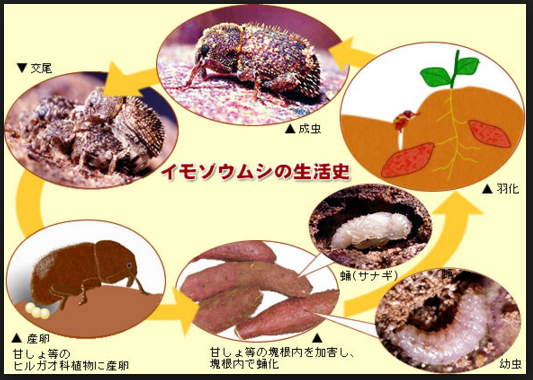 ▼ 交尾
▲ 成虫
イモゾウムシの生活史
▲ 羽化
蛹(サナギ)
▲ 産卵
甘しょ等の
ヒルガオ科植物に産卵
▲
甘しょ等の塊根内を加害し、
塊根内で蛹化
幼虫